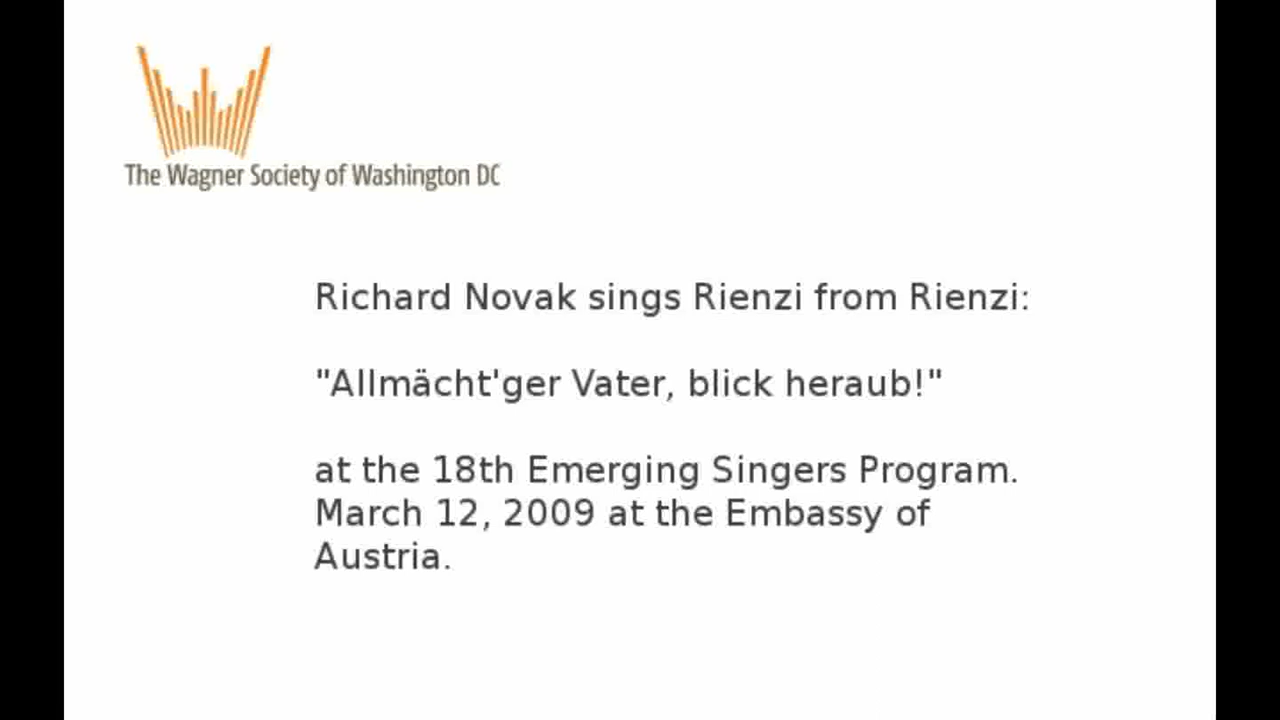 The Wagner Society of Washington DC
Richard Novak sings Rienzi from Rienzi:
"Allmächt'ger Vater, blick heraub!"
at the 18th Emerging Singers Program.
March 12, 2009 at the Embassy of
Austria.